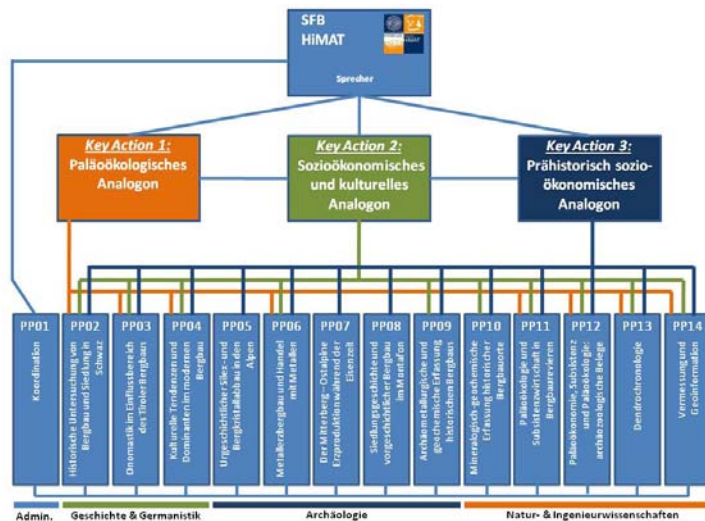 SFB
HiMAT
Sprecher
Key Action 1:
Paläoökologisches
Analogon
Key Action 2:
Sozioökonomisches
und kulturelles
Analogon
Key Action 3:
Prähistorisch sozio-
ökonomisches
Analogon
PP01
Koordination
PP02
Historische Untersuchung von
Bergbau und Siedlung in
Schwaz
PP03
Onomastik im Einflussbereich
des Tiroler Bergbaus
PP04
Kulturelle Tendenzen und
Dominanten im modernen
Bergbau
PP05
Urgeschichtlicher Silex- und
Bergkristallabbau in den
Alpen
PP06
Metallerzbergbau und Handel
mit Metallen
PP07
Der Mitterberg - Ostalpine
Erzproduktion während der
Eisenzeit
PP08
Siedlungsgeschichte und
vorgeschichtlicher Bergbau
im Montafon
PP09
Archäometallurgische und
geochemische Erfassung
historischen Bergbaus
PP10
Mineralogisch-geochemische
Erfassung historischer
Bergbauorte
PP11
Paläobiologie und
Subsistenzwirtschaft in
Bergbaurevieren
PP12
Paläoökonomie, Subsistenz
und Paläoökologie:
archäozoologische Belege
PP13
Dendrochronologie
PP14
Vermessung und
Geoinformation
Admin.
Geschichte & Germanistik
Archäologie
Natur- & Ingenieurwissenschaften